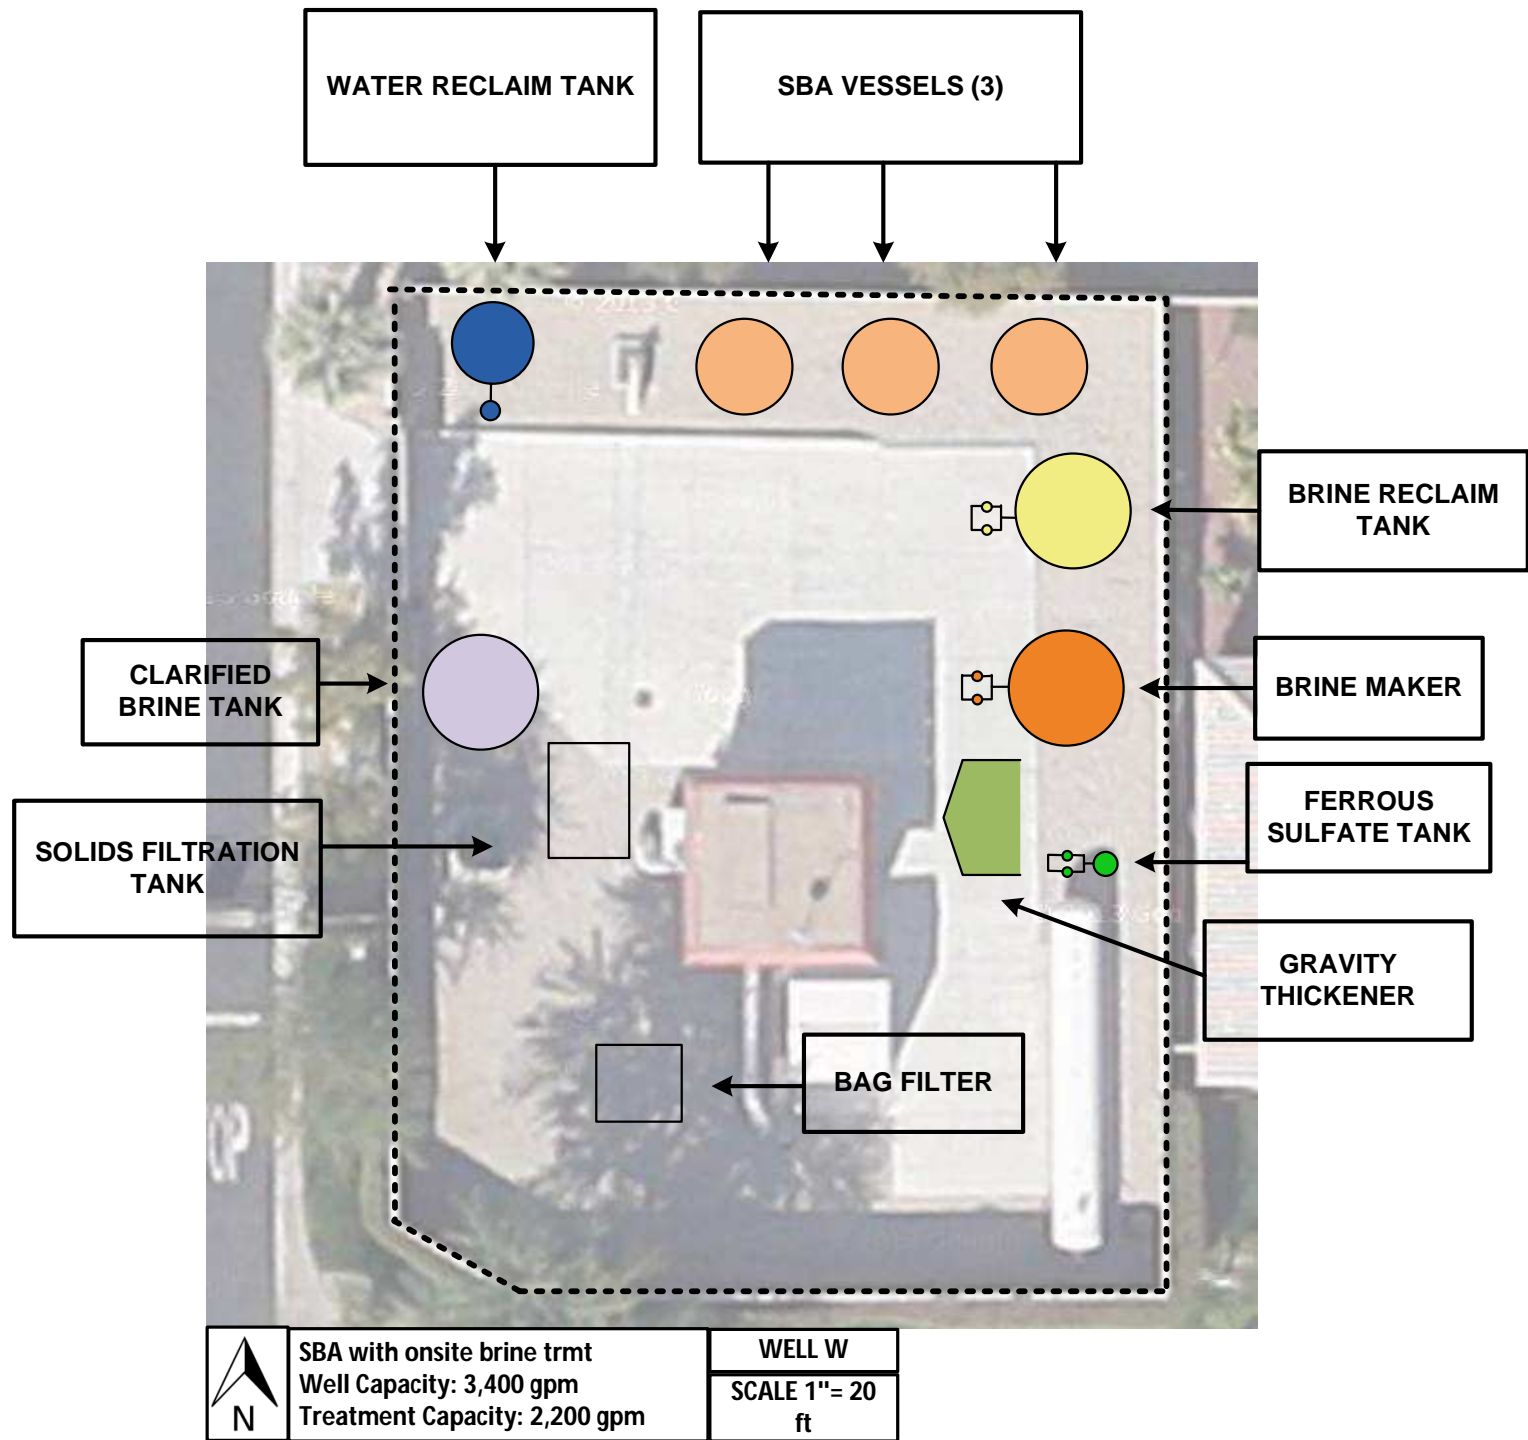 WATER RECLAIM TANK
SBA VESSELS (3)
BRINE RECLAIM
TANK
CLARIFIED
BRINE TANK
BRINE MAKER
FERROUS
SULFATE TANK
SOLIDS FILTRATION
TANK
GRAVITY
THICKENER
BAG FILTER
SBA with onsite brine trmt
Well Capacity: 3,400 gpm
Treatment Capacity: 2,200 gpm
N
WELL W
SCALE 1"= 20
ft